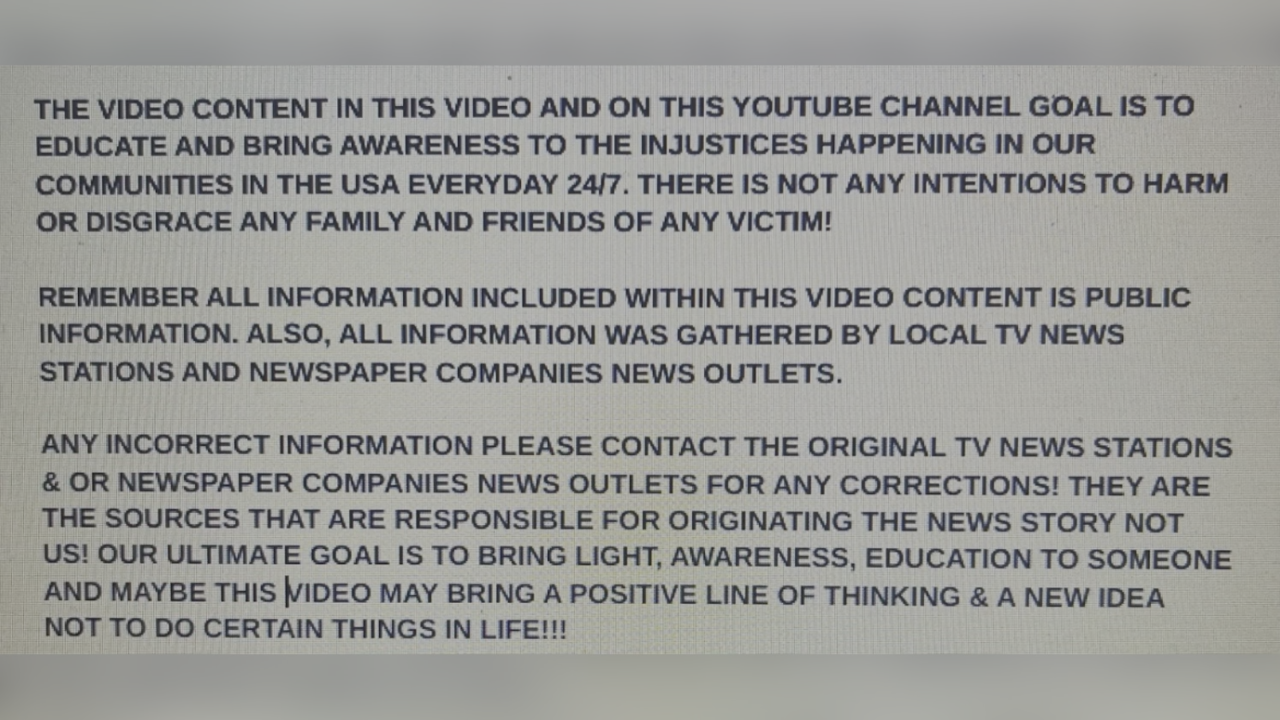 THE VIDEO CONTENT IN THIS VIDEO AND ON THIS YOUTUBE CHANNEL GOAL IS TO
EDUCATE AND BRING AWARENESS TO THE INJUSTICES HAPPENING IN OUR
COMMUNITIES IN THE USA EVERYDAY 24/7. THERE IS NOT ANY INTENTIONS TO HARM
OR DISGRACE ANY FAMILY AND FRIENDS OF ANY VICTIM!

REMEMBER ALL INFORMATION INCLUDED WITHIN THIS VIDEO CONTENT IS PUBLIC
INFORMATION. ALSO, ALL INFORMATION WAS GATHERED BY LOCAL TV NEWS
STATIONS AND NEWSPAPER COMPANIES NEWS OUTLETS.

ANY INCORRECT INFORMATION PLEASE CONTACT THE ORIGINAL TV NEWS STATIONS
& OR NEWSPAPER COMPANIES NEWS OUTLETS FOR ANY CORRECTIONS! THEY ARE
THE SOURCES THAT ARE RESPONSIBLE FOR ORIGINATING THE NEWS STORY NOT
US! OUR ULTIMATE GOAL IS TO BRING LIGHT, AWARENESS, EDUCATION TO SOMEONE
AND MAYBE THIS VIDEO MAY BRING A POSITIVE LINE OF THINKING & A NEW IDEA
NOT TO DO CERTAIN THINGS IN LIFE!!!